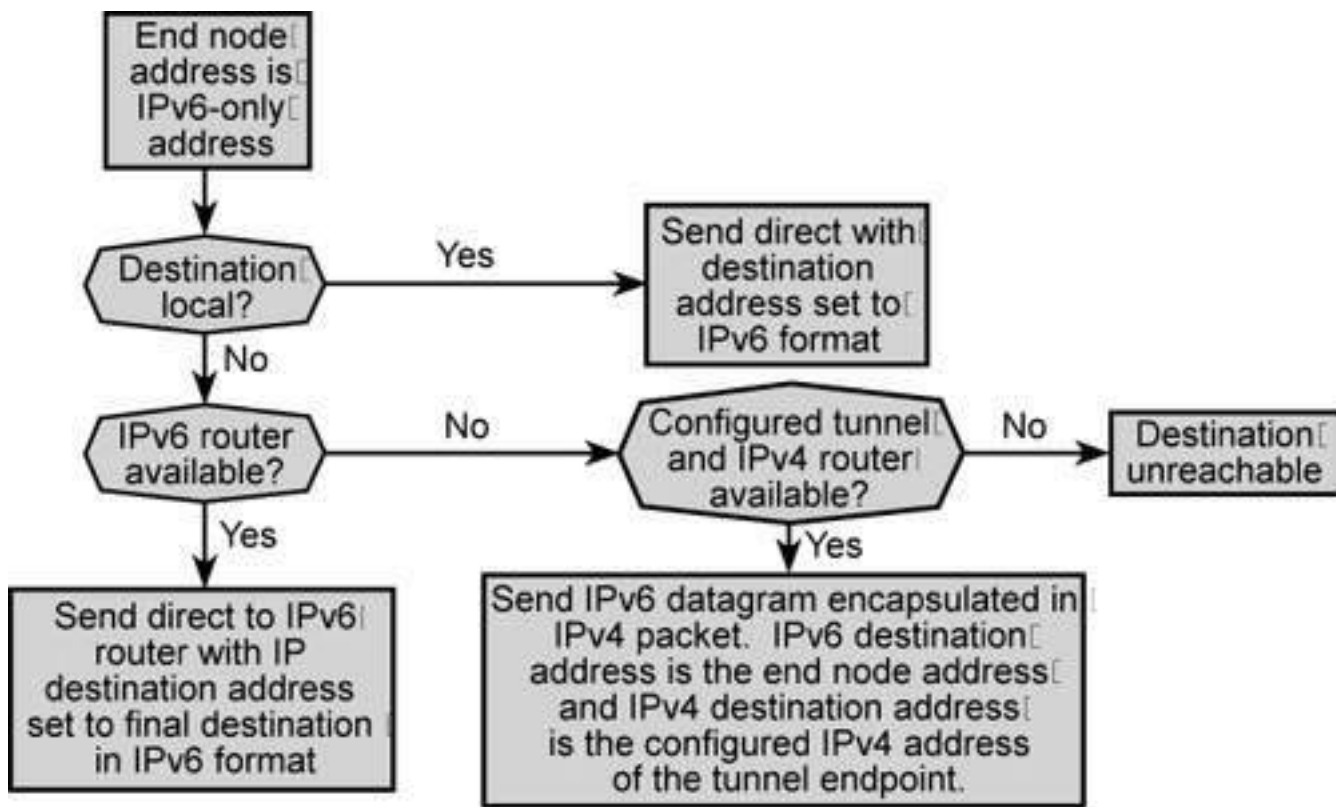 End node
address is
IPv6-only
address
Destination
local?
Yes
Send direct with
destination
address set to
IPv6 format
No
IPv6 router
available?
No
Configured tunnel
and IPv4 router
available?
No
Destination
unreachable
Yes
Send direct to IPv6
router with IP
destination address
set to final destination
in IPv6 format
Yes
Send IPv6 datagram encapsulated in
IPv4 packet.  IPv6 destination
address is the end node address
and IPv4 destination address
is the configured IPv4 address
of the tunnel endpoint.